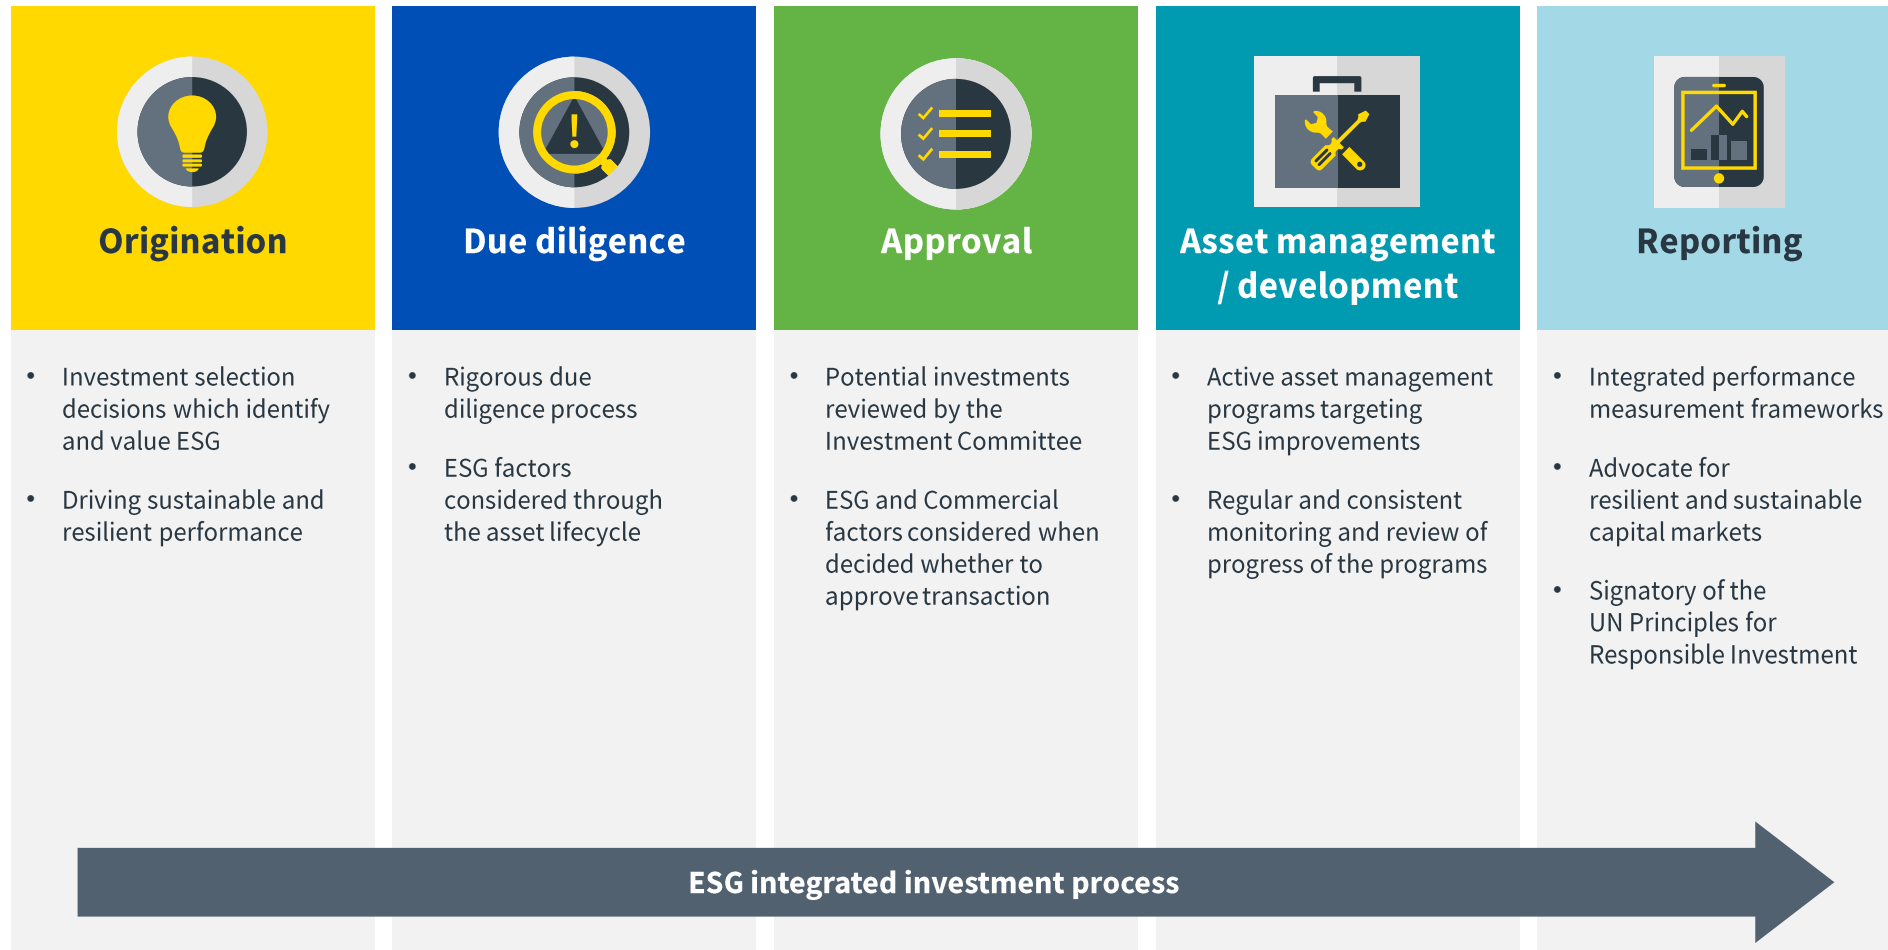 Origination
• Investment selection
decisions which identify
and value ESG
• Driving sustainable and
resilient performance
Due diligence
• Rigorous due
diligence process
• ESG factors
considered through
the asset lifecycle
Approval
• Potential investments
reviewed by the
Investment Committee
• ESG and Commercial
factors considered when
decided whether to
approve transaction
Asset management
/ development
• Active asset management
programs targeting
ESG improvements
• Regular and consistent
monitoring and review of
progress of the programs
Reporting
• Integrated performance
measurement frameworks
• Advocate for
resilient and sustainable
capital markets
• Signatory of the
UN Principles for
Responsible Investment
ESG integrated investment process